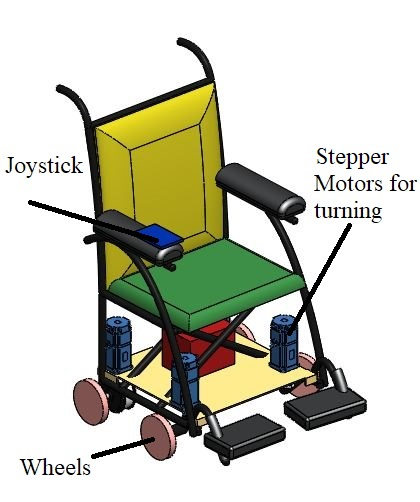 Joystick
Stepper
Motors for
turning
Wheels